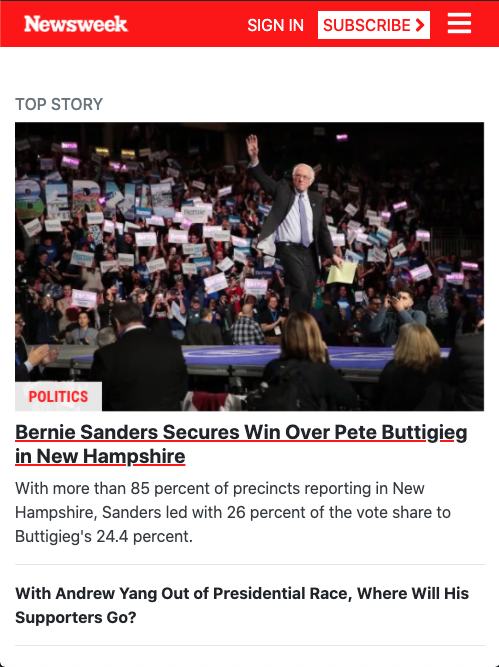 Newsweek
SIGN IN
SUBSCRIBE
TOP STORY
POLITICS
Bernie Sanders Secures Win Over Pete Buttigieg
in New Hampshire
With more than 85 percent of precincts reporting in New
Hampshire, Sanders led with 26 percent of the vote share to
Buttigieg's 24.4 percent.
With Andrew Yang Out of Presidential Race, Where Will His
Supporters Go?